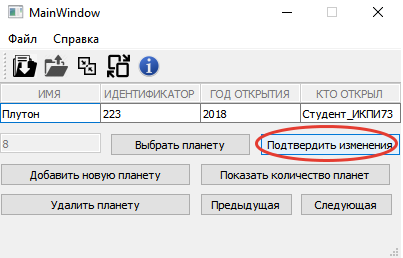 MainWindow
Файл Справка
ИМЯ ИДЕНТИФИКАТОР ГОД ОТКРЫТИЯ КТО ОТКРЫЛ
Плутон 223 2018 Студент_ИКПИ73
8 Выбрать планету Подтвердить изменения
Добавить новую планету Показать количество планет
Удалить планету Предыдущая Следующая